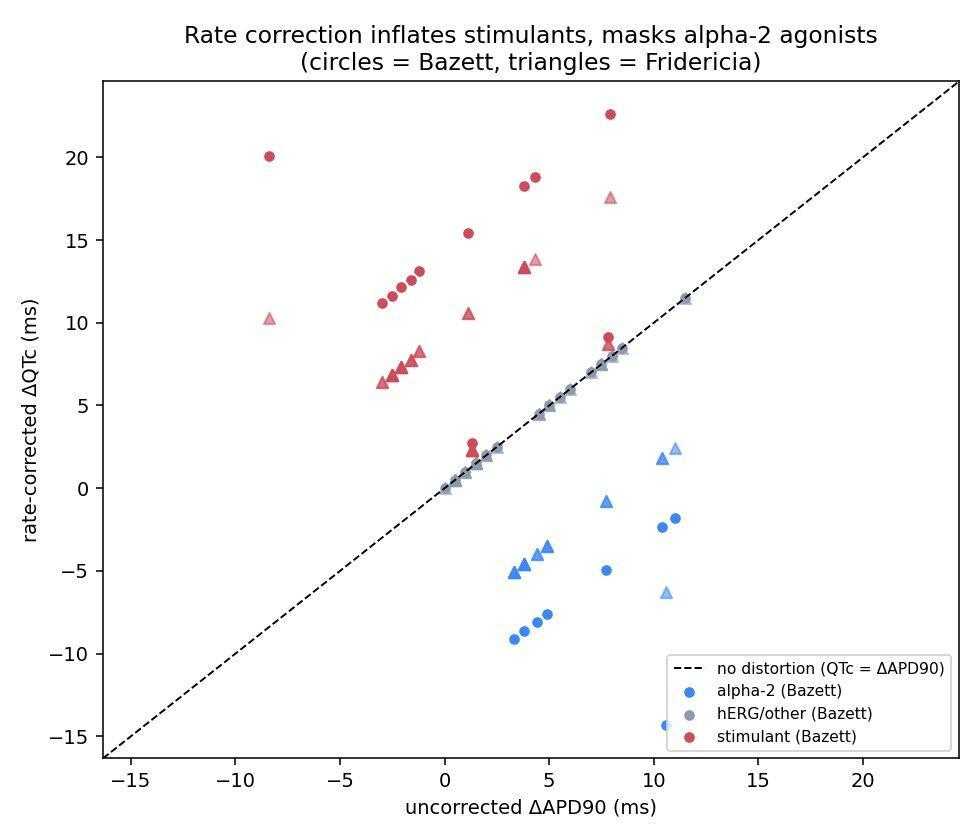 Rate correction inflates stimulants, masks alpha-2 agonists
(circles = Bazett, triangles = Fridericia)
rate-corrected ΔQTc (ms)
20
15
10
5
0
−5
−10
−15
no distortion (QTc = ΔAPD90)
alpha-2 (Bazett)
hERG/other (Bazett)
stimulant (Bazett)
−15
−10
−5
0
5
10
15
20
uncorrected ΔAPD90 (ms)